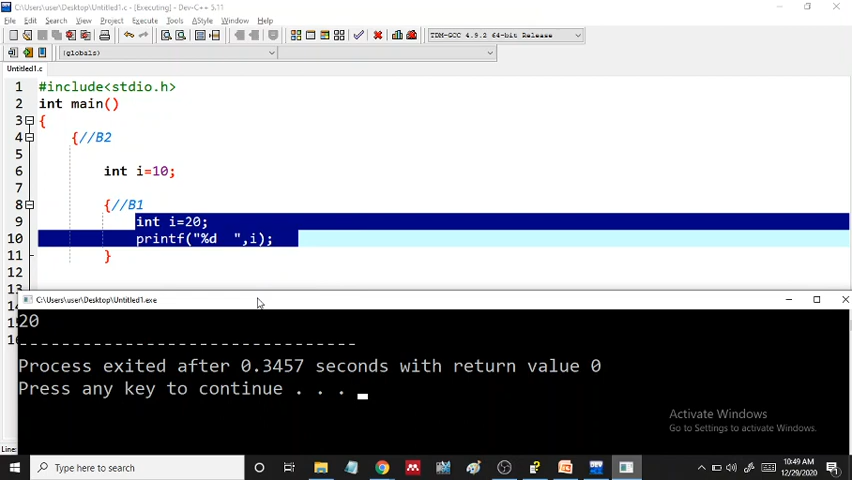 C:\Users\user\Desktop\Untitled1.c - [Executing] - Dev-C++ 5.11
File Edit Search View Project Execute Tools AStyle Window Help
TDM-GCC 4.9.2 64-bit Release
(globals)
Untitled1.c
1 #include<stdio.h>
2 int main()
3 {
4 {//B2
5
6 int i=10;
7
8 {//B1
9 int i=20;
10 printf("%d  ",i);
11 }
12
13
C:\Users\user\Desktop\Untitled1.exe
20
--------------------------------
Process exited after 0.3457 seconds with return value 0
Press any key to continue . . .
Activate Windows
Go to Settings to activate Windows.
Line:
Type here to search
10:49 AM
12/29/2020